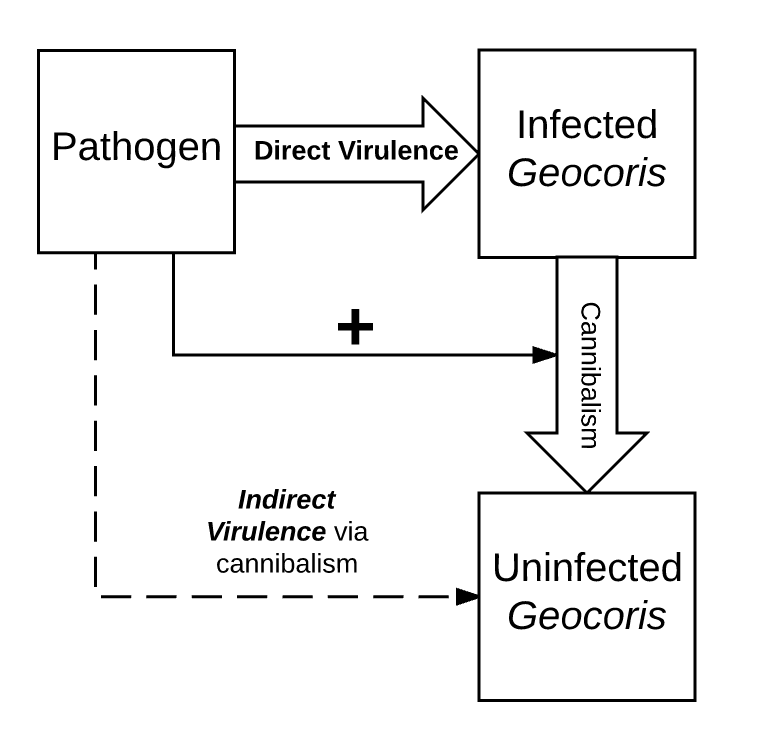 Pathogen
Direct Virulence
Infected
Geocoris
+
Cannibalism
Indirect
Virulence via
cannibalism
Uninfected
Geocoris